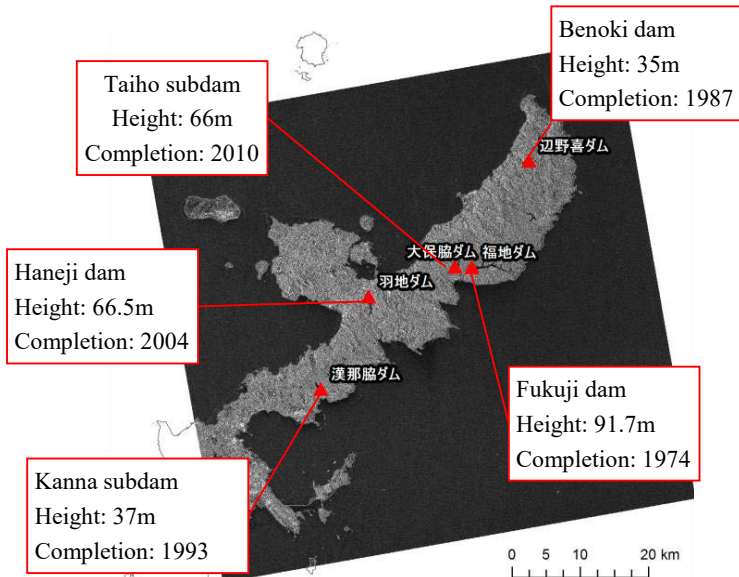 Benoki dam
Height: 35m
Completion: 1987
Taiho subdam
Height: 66m
Completion: 2010
辺野喜ダム
大保脇ダム
福地ダム
羽地ダム
Haneji dam
Height: 66.5m
Completion: 2004
漢那脇ダム
Fukuji dam
Height: 91.7m
Completion: 1974
Kanna subdam
Height: 37m
Completion: 1993
0 5 10 20 km